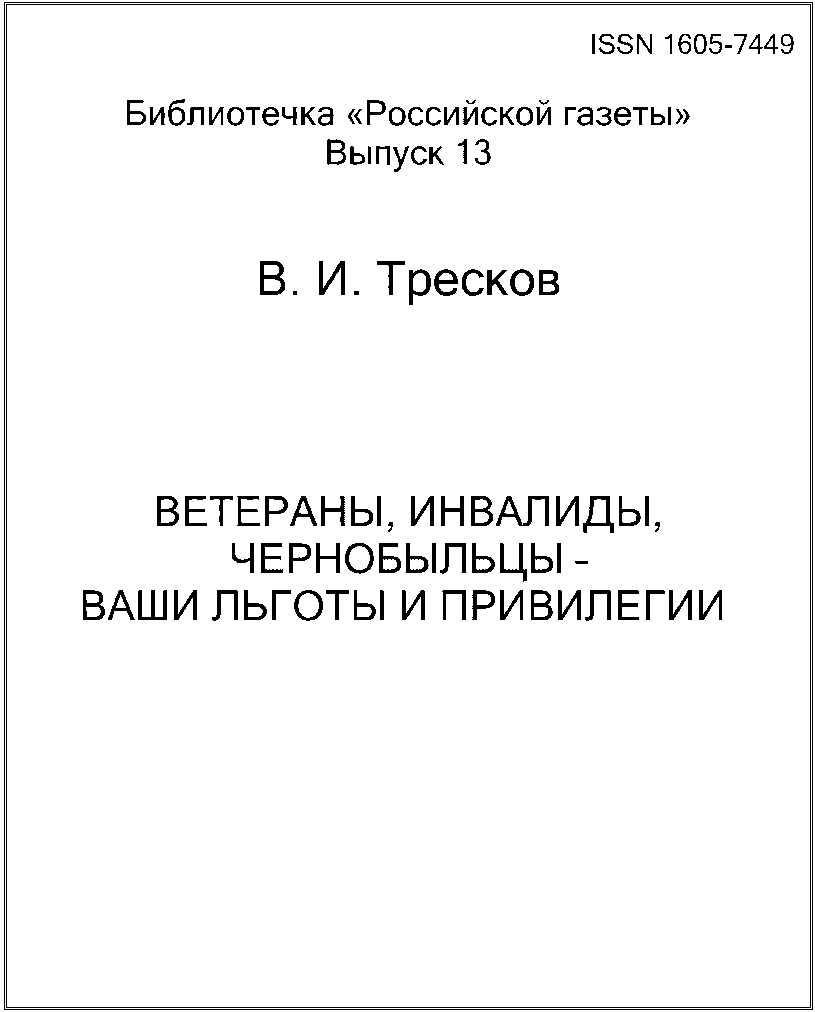 ISSN 1605-7449
Библиотечка «Российской газеты»
Выпуск 13
В. И. Тресков
ВЕТЕРАНЫ, ИНВАЛИДЫ,
ЧЕРНОБЫЛЬЦЫ -
ВАШИ ЛЬГОТЫ И ПРИВИЛЕГИИ